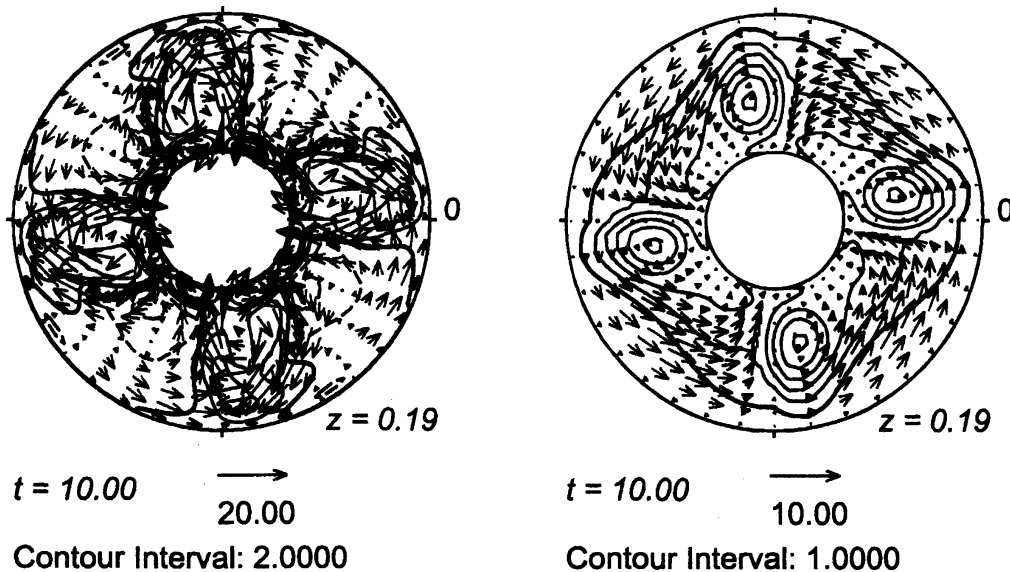 0
z = 0.19
t = 10.00
20.00
Contour Interval: 2.0000
0
z = 0.19
t = 10.00
10.00
Contour Interval: 1.0000